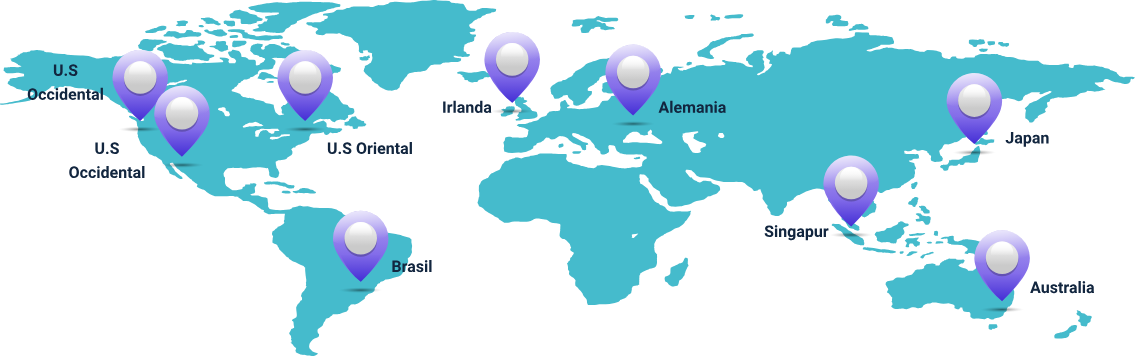 U.S
Occidental
U.S
Occidental
U.S Oriental
Irlanda
Alemania
Japan
Singapur
Brasil
Australia